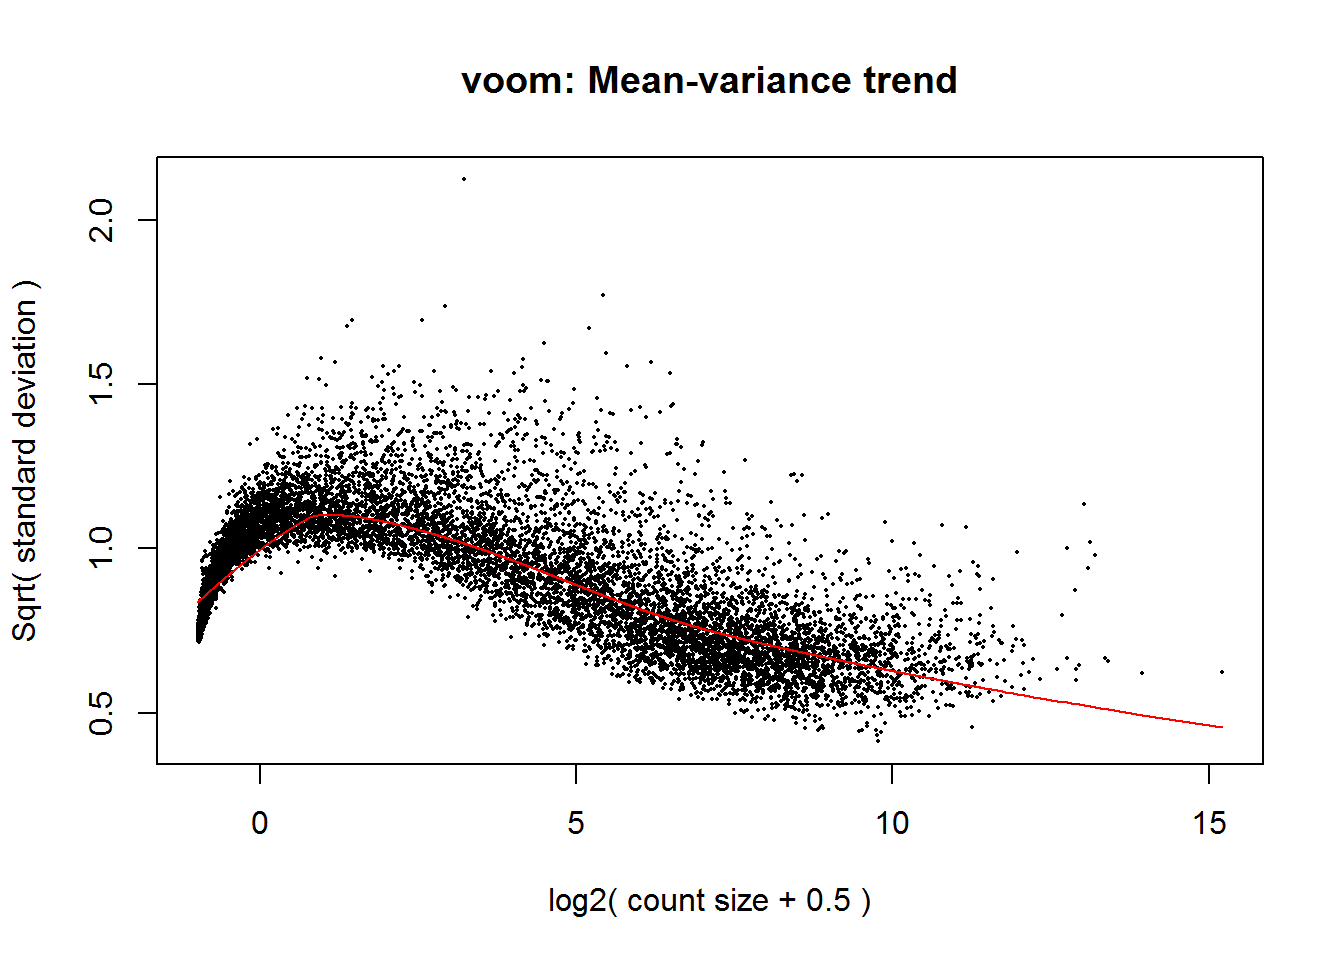 voom: Mean-variance trend
Sqrt( standard deviation )
2.0
1.5
1.0
0.5
0 5 10 15
log2( count size + 0.5 )